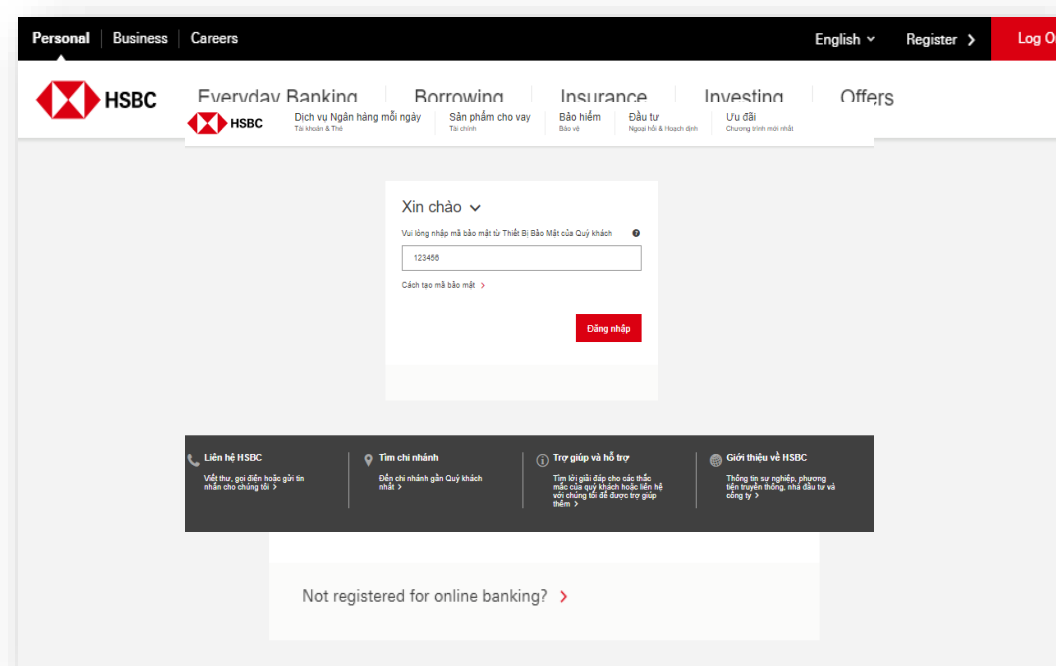 Personal Business Careers English Register Log O
HSBC Everyday Banking Borrowing Insurance Investing Offers
HSBC Dịch vụ Ngân hàng mỗi ngày Sản phẩm cho vay Bảo hiểm Đầu tư Ưu đãi
Tài khoản & Thẻ Tài chính Bảo vệ Ngoại hối & Hoạch định Chương trình mới nhất
Xin chào
Vui lòng nhập mã bảo mật từ Thiết Bị Bảo Mật của Quý khách
123456
Cách tạo mã bảo mật
Đăng nhập
Liên hệ HSBC
Viết thư, gọi điện hoặc gửi tin
nhắn cho chúng tôi
Tìm chi nhánh
Đến chi nhánh gần Quý khách
nhất
Trợ giúp và hỗ trợ
Tìm lời giải đáp cho các thắc
mắc của quý khách hoặc liên hệ
với chúng tôi để được trợ giúp
thêm
Giới thiệu về HSBC
Thông tin sự nghiệp, phương
tiện truyền thông, nhà đầu tư và
công ty
Not registered for online banking?